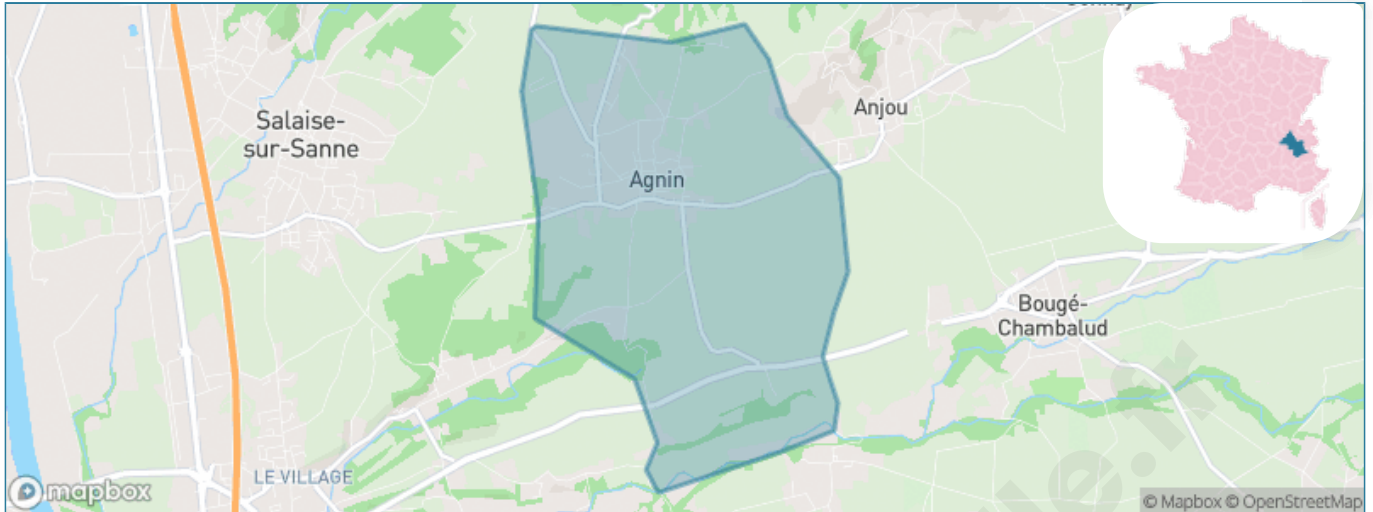 Salaise-
sur-Sanne
Anjou
Agnin
Bougé-
Chambalud
LE VILLAGE
mapbox
© Mapbox © OpenStreetMap